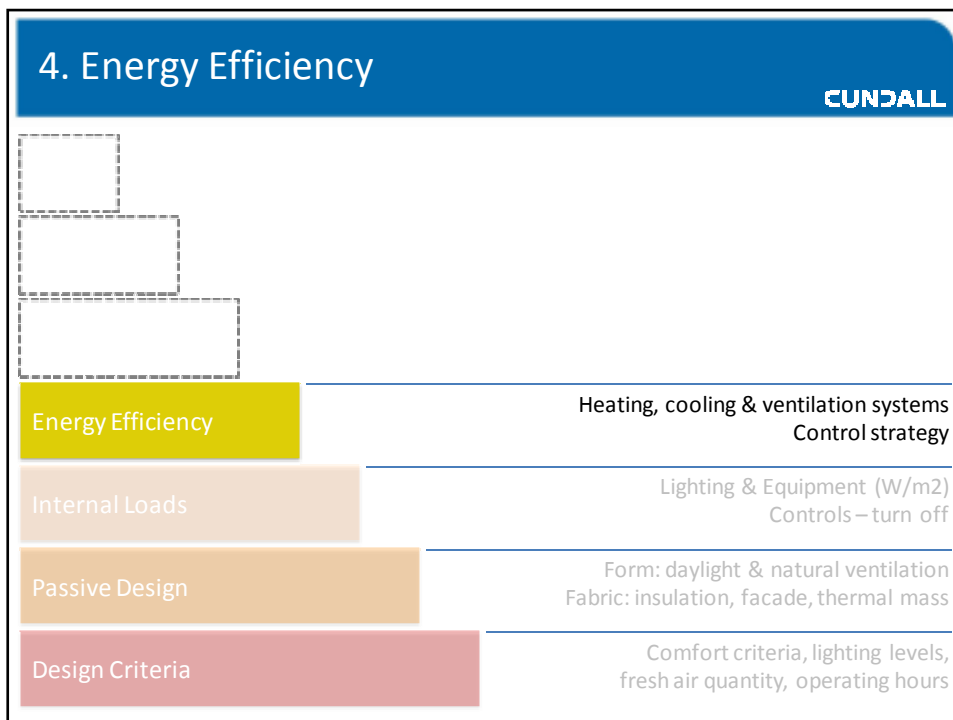 4. Energy Efficiency
CUNDALL
Energy Efficiency
Heating, cooling & ventilation systems
Control strategy
Internal Loads
Lighting & Equipment (W/m2)
Controls – turn off
Passive Design
Form: daylight & natural ventilation
Fabric: insulation, facade, thermal mass
Design Criteria
Comfort criteria, lighting levels,
fresh air quantity, operating hours